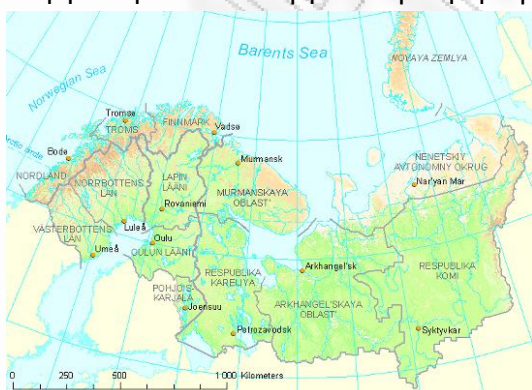 Barents Sea
NOVAYA ZEMLYA
Norwegian Sea
Tromsø
TROMS
FINNMARK
Vadsø
Bodø
NORDLAND
NORRBOTTENS
LÄN
LAPIN
LÄÄNI
Murmansk
MURMANSKAYA
OBLAST'
NENETSKIY
AVTONOMNY OKRUG
Nar'yan Mar
Rovaniemi
VÄSTERBOTTENS
LÄN
Luleå
Umeå
Oulu
OULUN LÄÄNI
RESPUBLIKA
KARELIYA
Arkhangel'sk
RESPUBLIKA
KOMI
POHJOIS-
KARJALA
Joensuu
ARKHANGEL'SKAYA
OBLAST'
Petrozavodsk
Syktyvkar
0 250 500 1 000 Kilometers